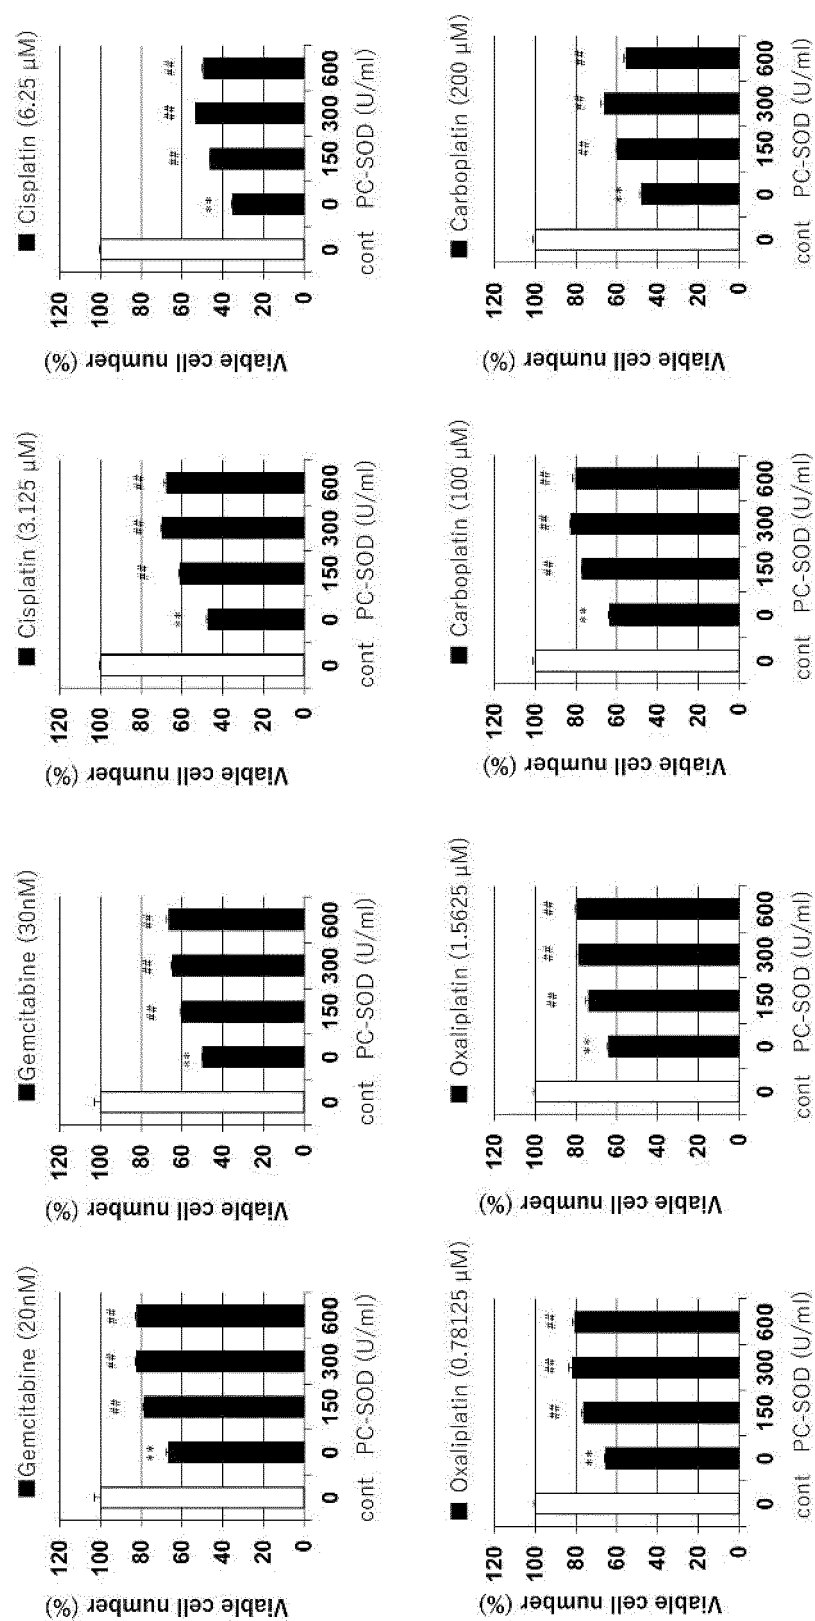 ■Gemcitabine (20nM)
Viable cell number (%)
120
100
80
60
40
20
0
**
##
##
##
0 0 150 300 600
cont PC-SOD (U/ml)
■Gemcitabine (30nM)
Viable cell number (%)
120
100
80
60
40
20
0
**
##
##
##
0 0 150 300 600
cont PC-SOD (U/ml)
■ Cisplatin (3.125 μM)
Viable cell number (%)
120
100
80
60
40
20
0
**
##
##
##
0 0 150 300 600
cont PC-SOD (U/ml)
■ Cisplatin (6.25 μM)
Viable cell number (%)
120
100
80
60
40
20
0
**
##
##
##
0 0 150 300 600
cont PC-SOD (U/ml)
■ Oxaliplatin (0.78125 μM)
Viable cell number (%)
120
100
80
60
40
20
0
**
##
##
##
0 0 150 300 600
cont PC-SOD (U/ml)
■ Oxaliplatin (1.5625 μM)
Viable cell number (%)
120
100
80
60
40
20
0
**
##
##
##
0 0 150 300 600
cont PC-SOD (U/ml)
■ Carboplatin (100 μM)
Viable cell number (%)
120
100
80
60
40
20
0
**
##
##
##
0 0 150 300 600
cont PC-SOD (U/ml)
■ Carboplatin (200 μM)
Viable cell number (%)
120
100
80
60
40
20
0
**
##
##
##
0 0 150 300 600
cont PC-SOD (U/ml)